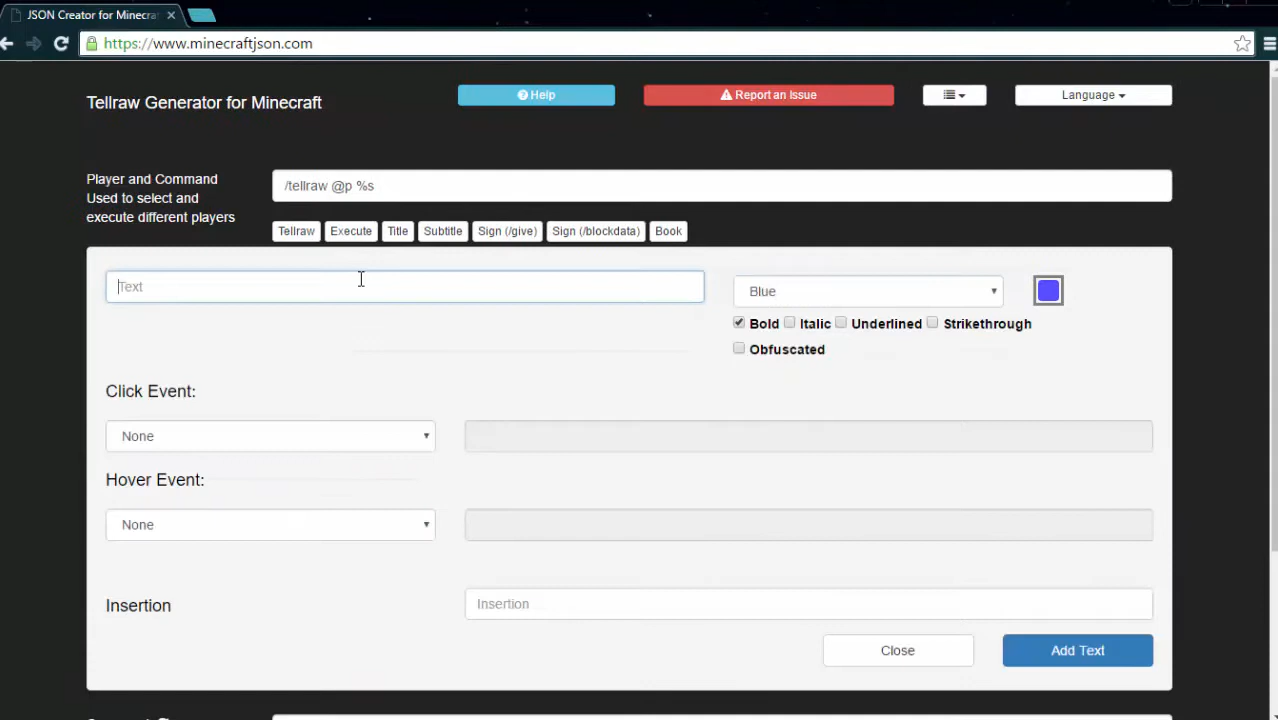 JSON Creator for Minecra
https://www.minecraftjson.com
Tellraw Generator for Minecraft
Help
Report an Issue
Language
Player and Command
Used to select and
execute different players
/tellraw @p %s
Tellraw
Execute
Title
Subtitle
Sign (/give)
Sign (/blockdata)
Book
Text
Blue
Bold
Italic
Underlined
Strikethrough
Obfuscated
Click Event:
None
Hover Event:
None
Insertion
Insertion
Close
Add Text